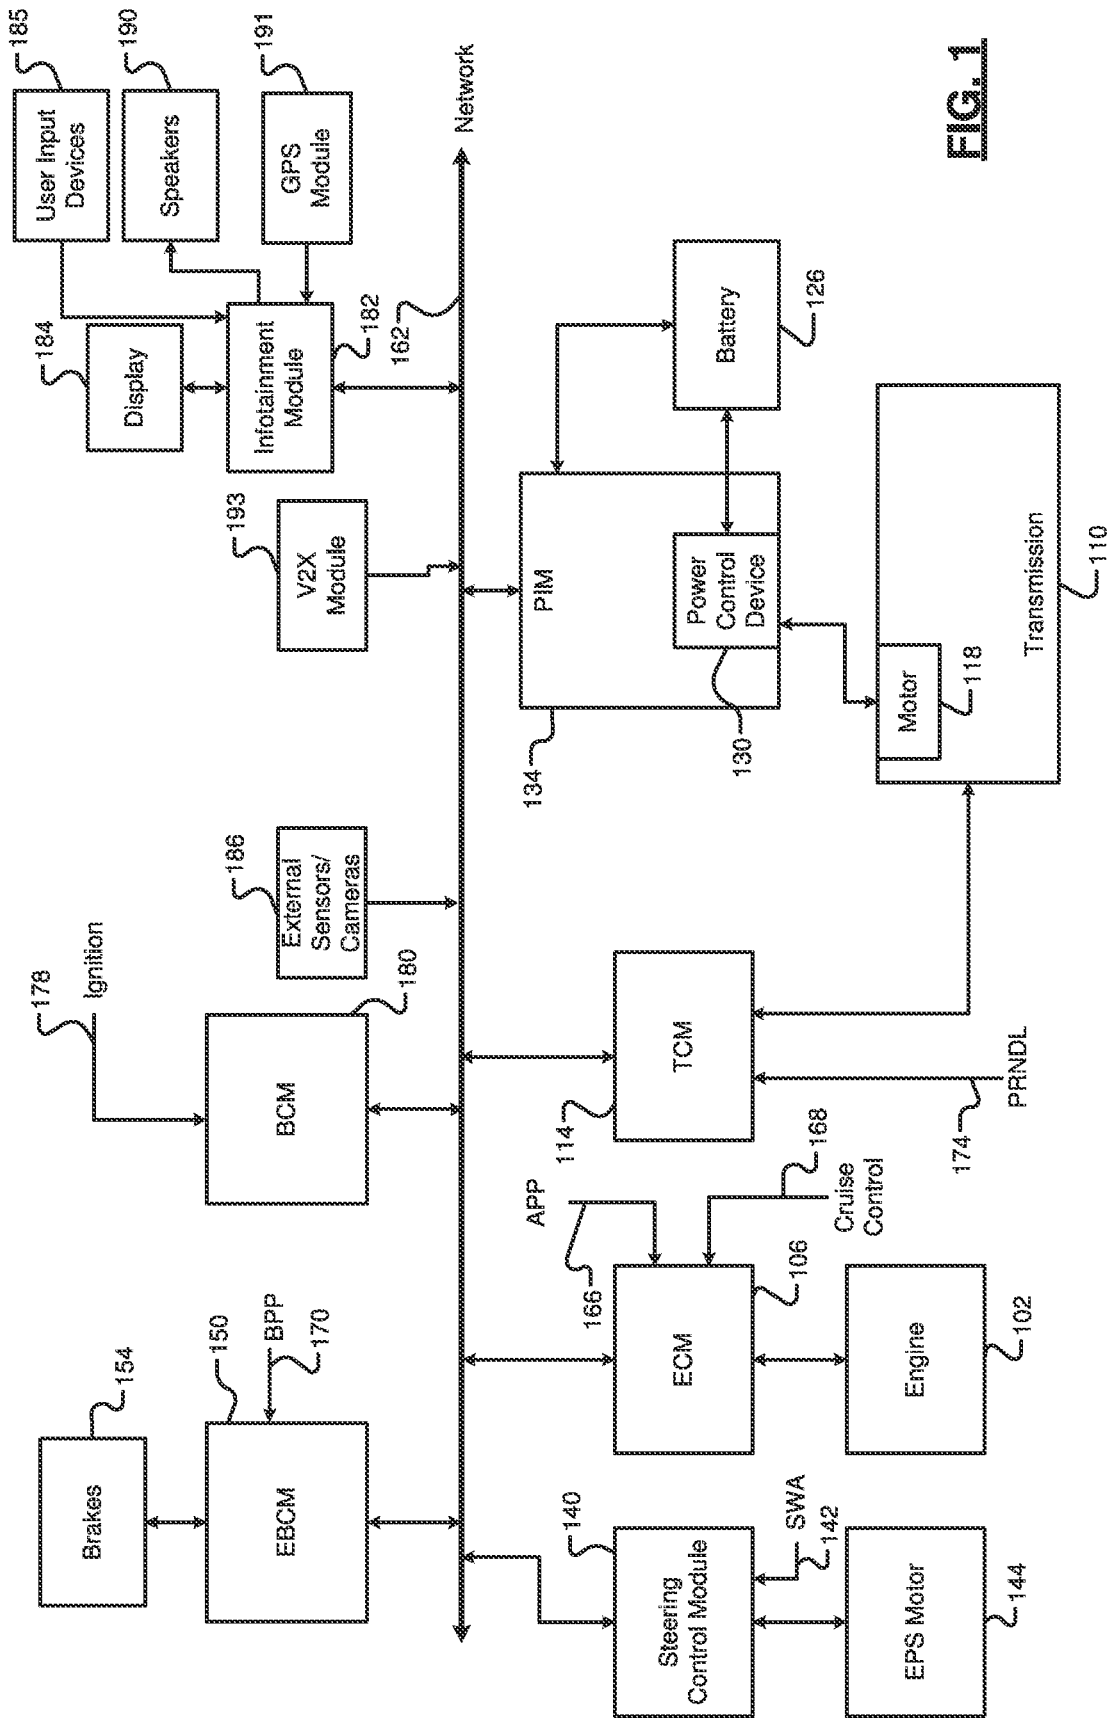 154
Brakes
150
EBCM
BPP
170
178
Ignition
180
BCM
186
External
Sensors/
Cameras
193
V2X
Module
184
Display
182
Infotainment
Module
185
User Input
Devices
190
Speakers
191
GPS
Module
162
Network
140
Steering
Control Module
SWA
142
EPS Motor
144
APP
166
ECM
106
168
Cruise
Control
Engine
102
114
TCM
174
PRNDL
134
PIM
130
Power
Control
Device
Battery
126
Motor
118
Transmission
110
FIG. 1